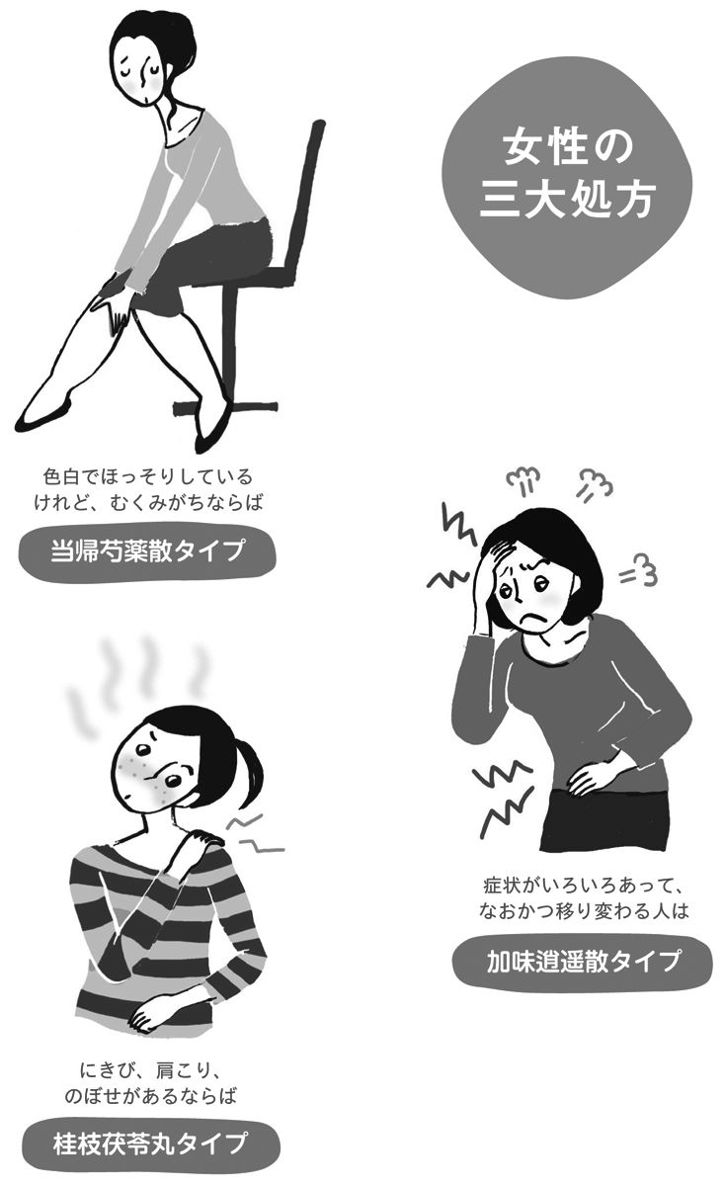 女性の
三大処方
色白でほっそりしている
けれど、むくみがちならば
当帰芍薬散タイプ
症状がいろいろあって、
なおかつ移り変わる人は
加味逍遥散タイプ
にきび、肩こり、
のぼせがあるならば
桂枝茯苓丸タイプ